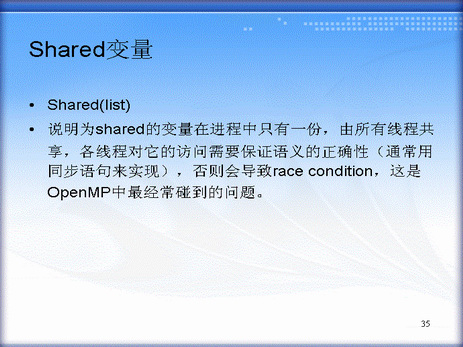 Shared变量
• Shared(list)
• 说明为shared的变量在进程中只有一份，由所有线程共
享，各线程对它的访问需要保证语义的正确性（通常用
同步语句来实现），否则会导致race condition，这是
OpenMP中最经常碰到的问题。
35